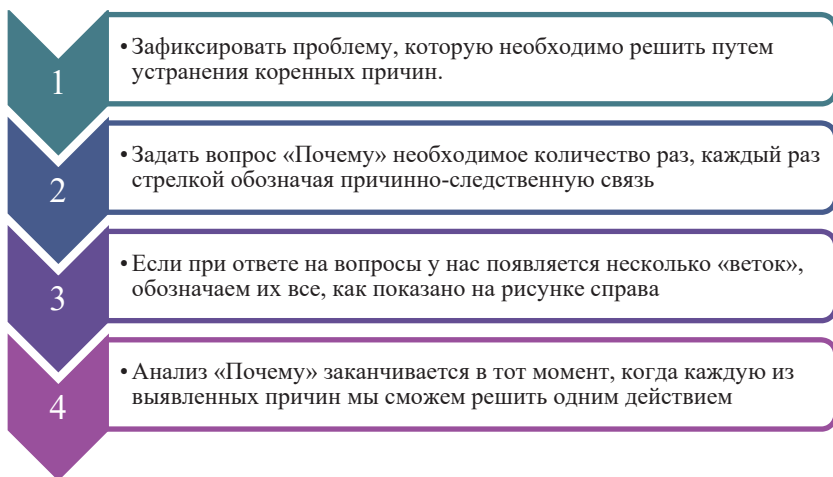 1
• Зафиксировать проблему, которую необходимо решить путем
устранения коренных причин.
2
• Задать вопрос «Почему» необходимое количество раз, каждый раз
стрелкой обозначая причинно-следственную связь
3
• Если при ответе на вопросы у нас появляется несколько «веток»,
обозначаем их все, как показано на рисунке справа
4
• Анализ «Почему» заканчивается в тот момент, когда каждую из
выявленных причин мы сможем решить одним действием